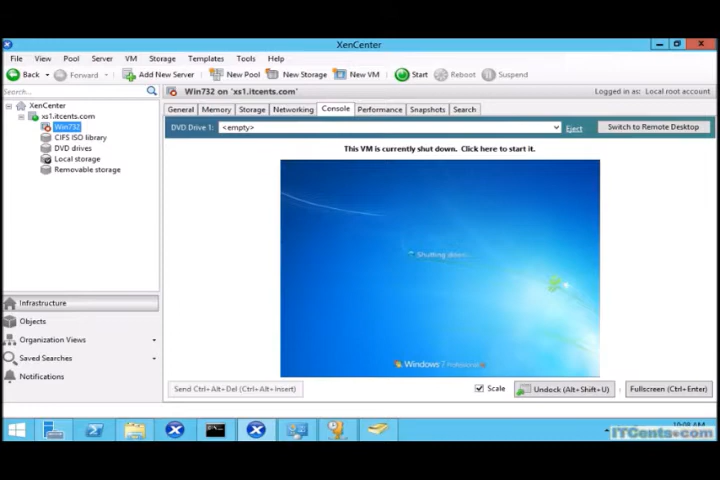 XenCenter
File View Pool Server VM Storage Templates Tools Help
Back Forward Add New Server New Pool New Storage New VM Start Reboot Suspend
Search...
Win732 on 'xs1.itcents.com'
Logged in as: Local root account
XenCenter
xs1.itcents.com
Win732
CIFS ISO library
DVD drives
Local storage
Removable storage
General Memory Storage Networking Console Performance Snapshots Search
DVD Drive 1: <empty> Eject Switch to Remote Desktop
This VM is currently shut down. Click here to start it.
Shutting down...
Windows 7 Professional
Infrastructure
Objects
Organization Views
Saved Searches
Notifications
Send Ctrl+Alt+Del (Ctrl+Alt+Insert)
Scale
Undock (Alt+Shift+U)
Fullscreen (Ctrl+Enter)
10:08 AM
ITCents.com